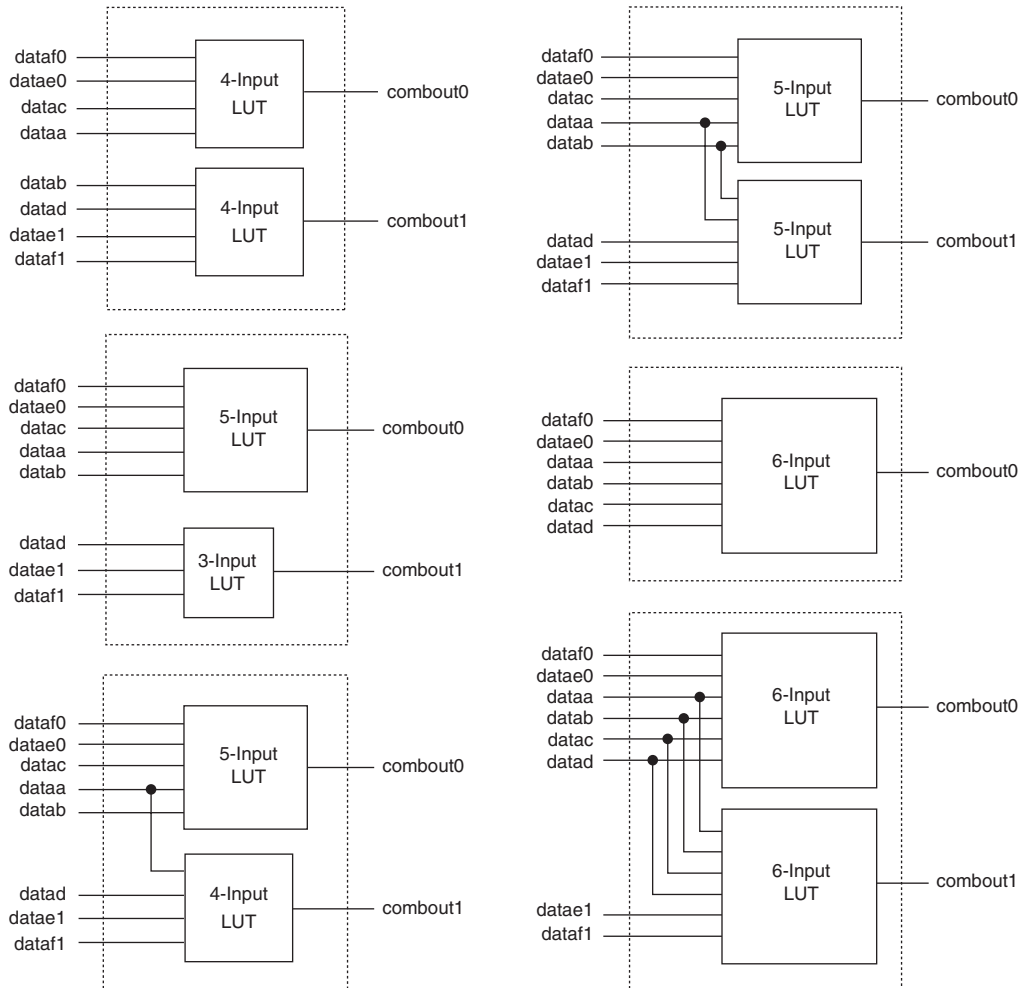 dataf0
datae0
datac
dataa
4-Input
LUT
combout0
datab
datad
datae1
dataf1
4-Input
LUT
combout1
dataf0
datae0
datac
dataa
datab
5-Input
LUT
combout0
datad
datae1
dataf1
3-Input
LUT
combout1
dataf0
datae0
datac
dataa
datab
5-Input
LUT
combout0
datad
datae1
dataf1
4-Input
LUT
combout1
dataf0
datae0
datac
dataa
datab
5-Input
LUT
combout0
datad
datae1
dataf1
5-Input
LUT
combout1
dataf0
datae0
dataa
datab
datac
datad
6-Input
LUT
combout0
dataf0
datae0
dataa
datab
datac
datad
6-Input
LUT
combout0
datae1
dataf1
6-Input
LUT
combout1